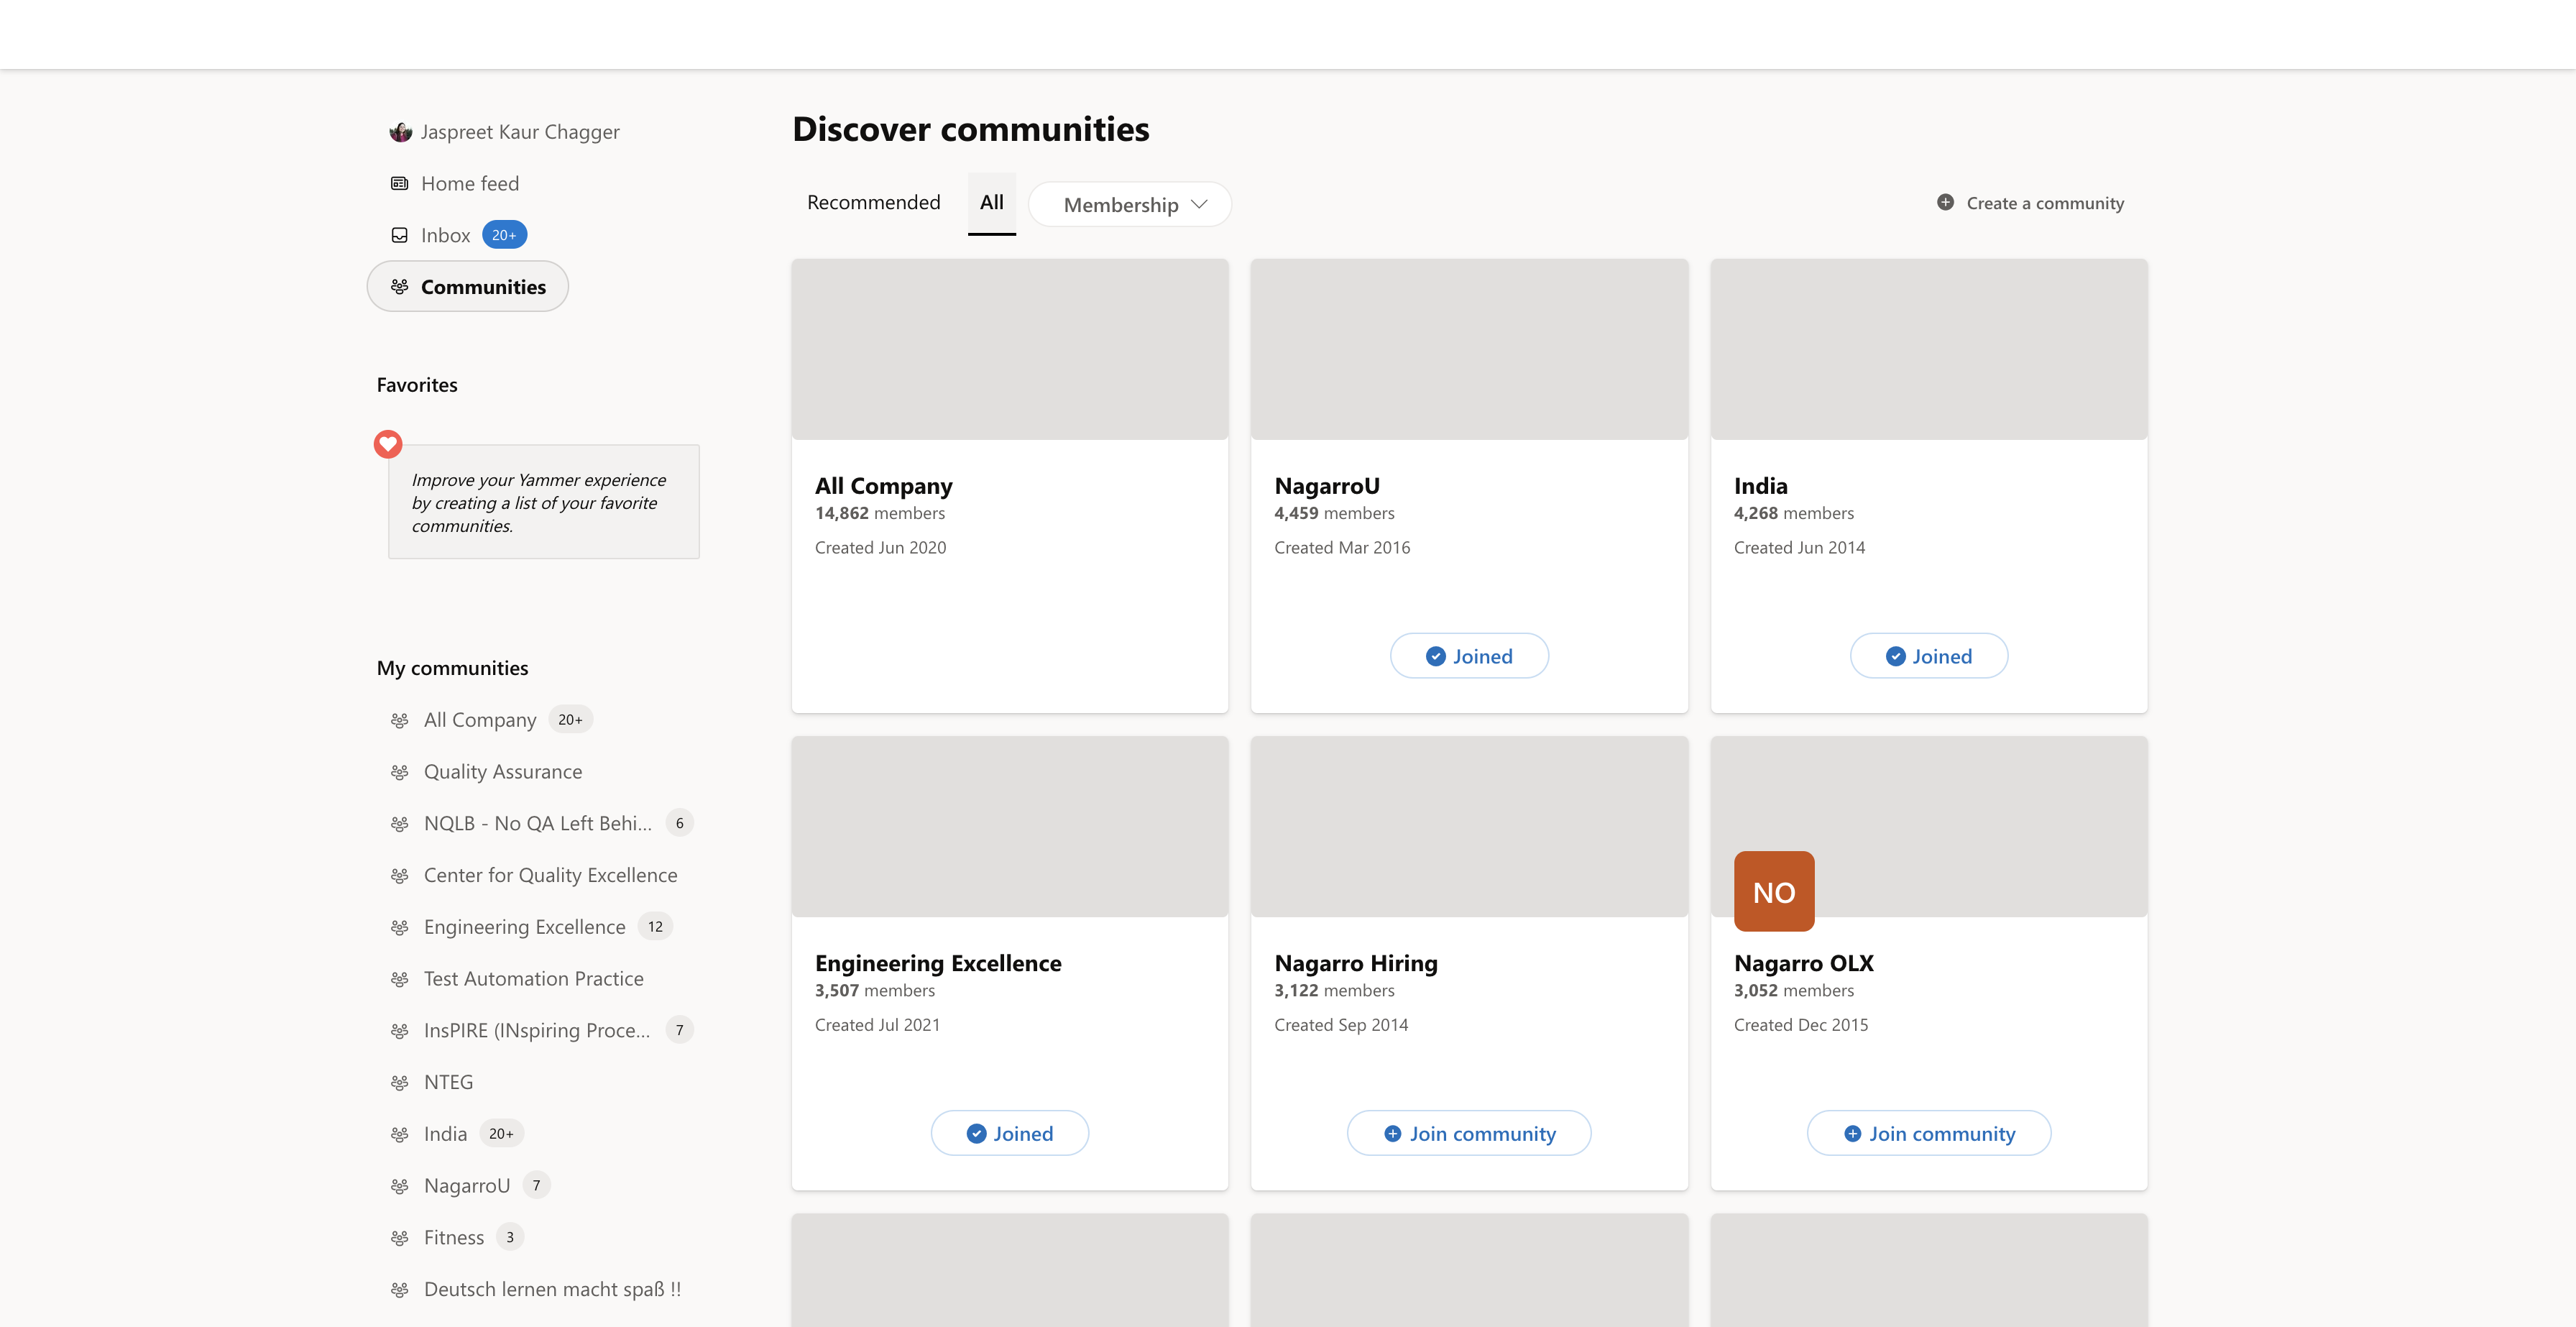 Jaspreet Kaur Chagger
Home feed
Inbox 20+
Communities
Favorites
Improve your Yammer experience
by creating a list of your favorite
communities.
My communities
All Company 20+
Quality Assurance
NQLB - No QA Left Behi... 6
Center for Quality Excellence
Engineering Excellence 12
Test Automation Practice
InsPIRE (INspiring Proce... 7
NTEG
India 20+
NagarroU 7
Fitness 3
Deutsch lernen macht spaß !!
Discover communities
Recommended All Membership
Create a community
All Company
14,862 members
Created Jun 2020
NagarroU
4,459 members
Created Mar 2016
Joined
India
4,268 members
Created Jun 2014
Joined
Engineering Excellence
3,507 members
Created Jul 2021
Joined
Nagarro Hiring
3,122 members
Created Sep 2014
Join community
NO
Nagarro OLX
3,052 members
Created Dec 2015
Join community